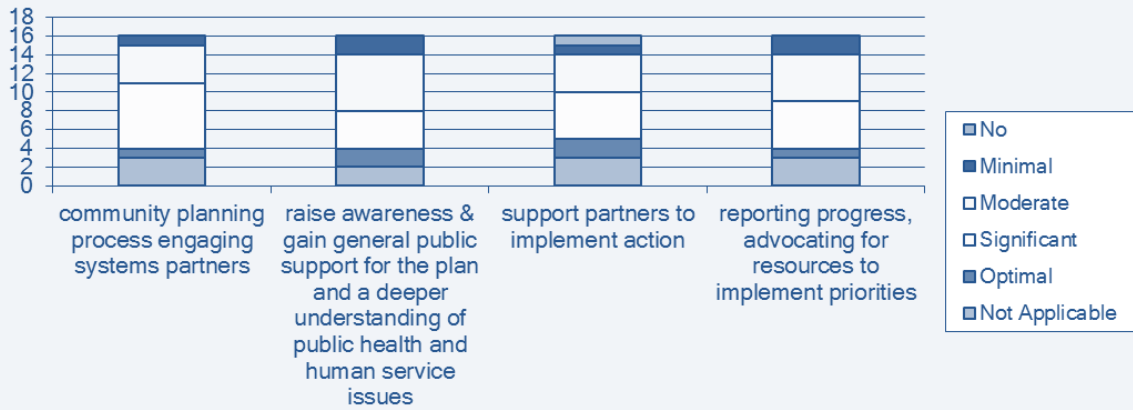 18
16
14
12
10
8
6
4
2
0
community planning
process engaging
systems partners
raise awareness &
gain general public
support for the plan
and a deeper
understanding of
public health and
human service
issues
support partners to
implement action
reporting progress,
advocating for
resources to
implement priorities
No
Minimal
Moderate
Significant
Optimal
Not Applicable